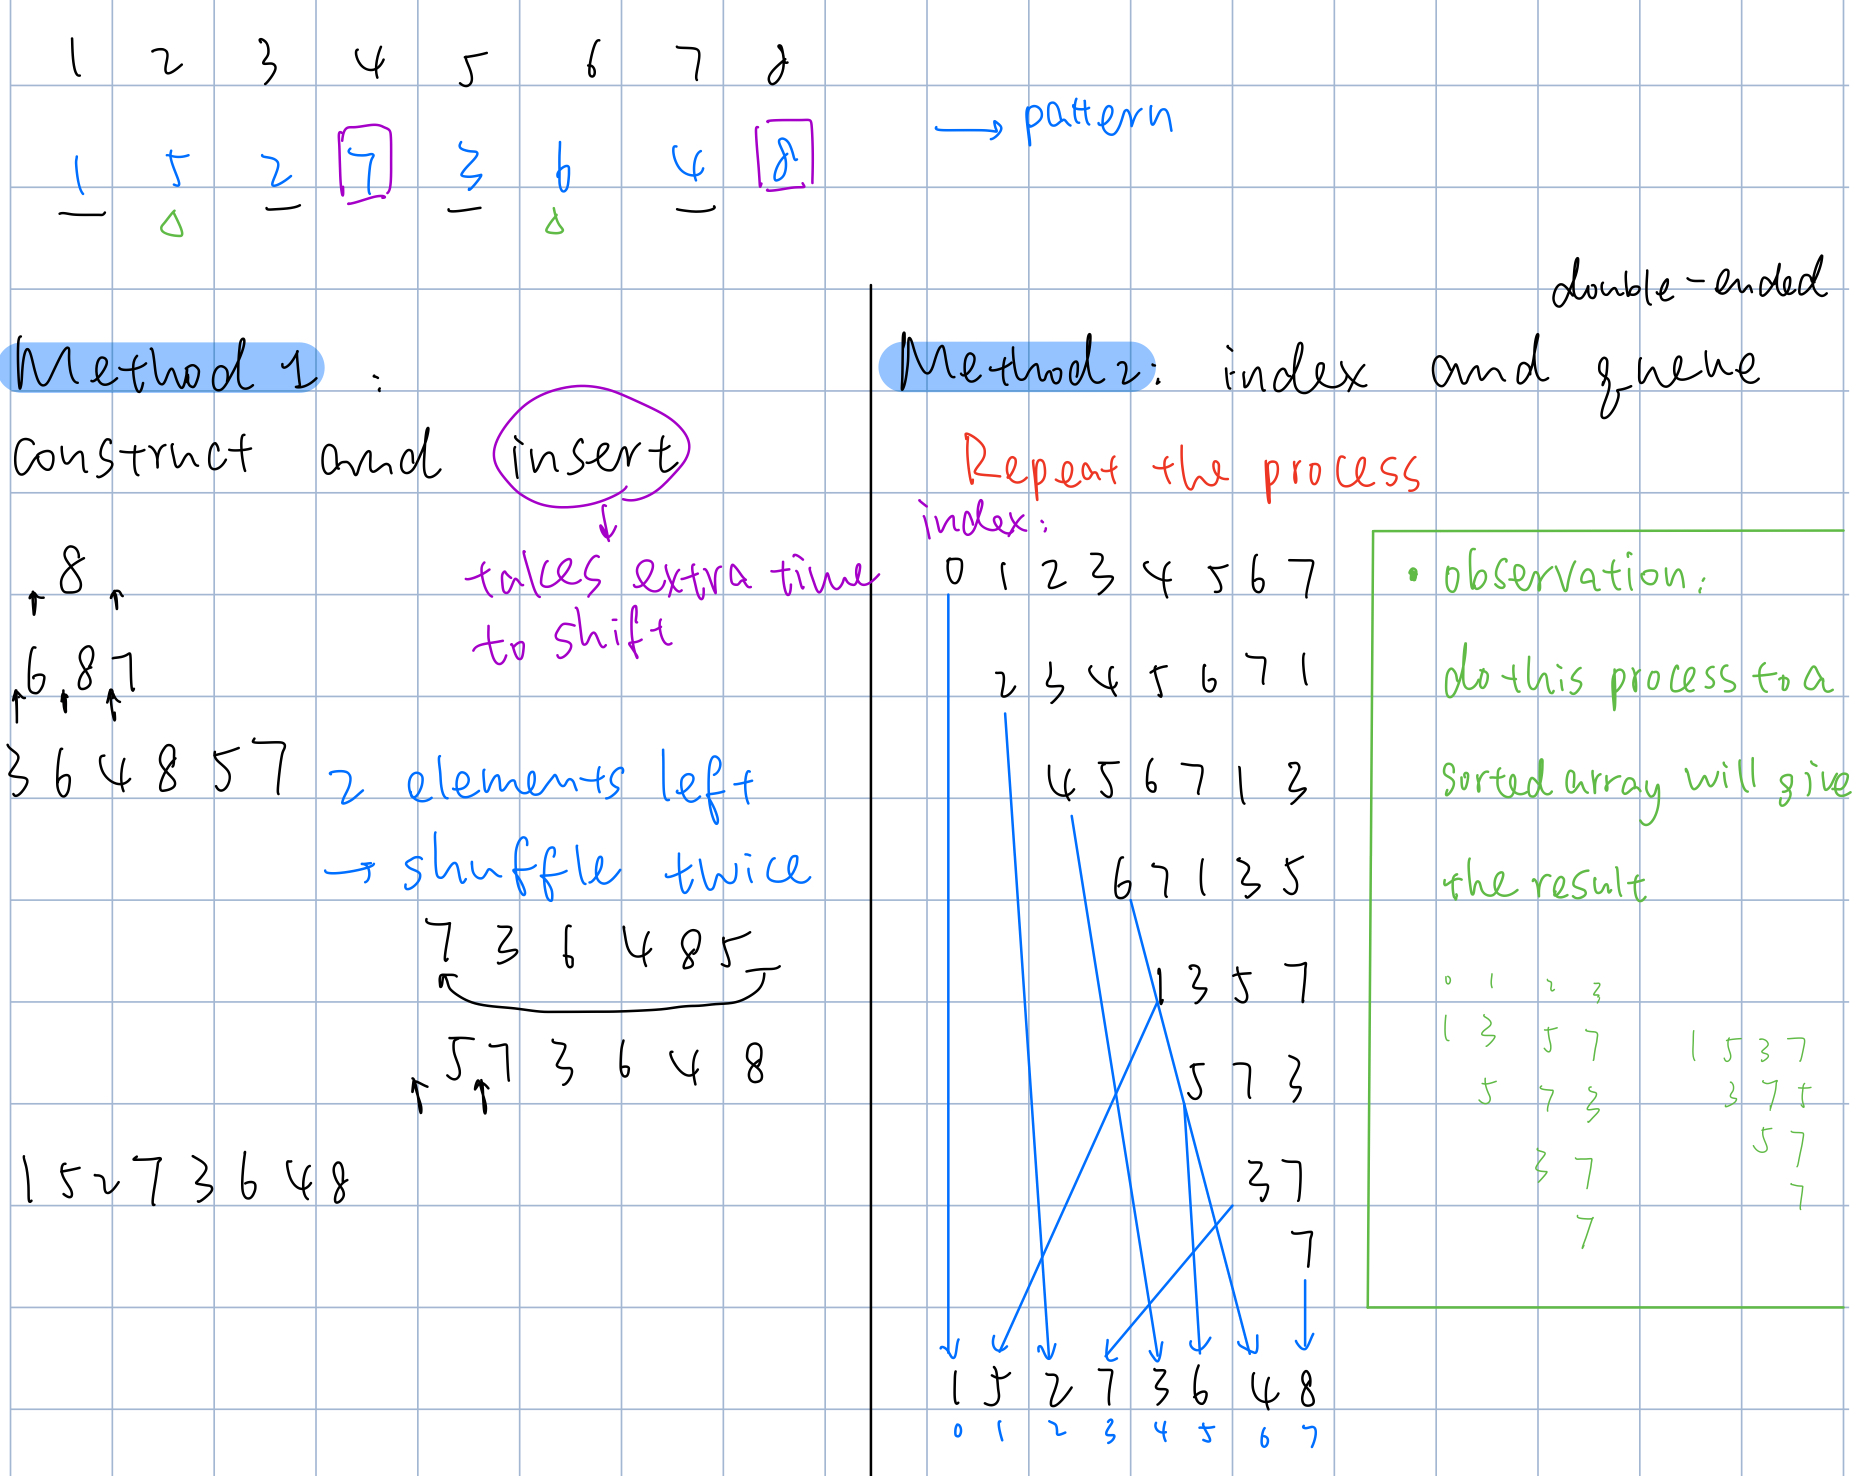 1 2 3 4 5 6 7 8
1 5 2 7 3 6 4 8
→ pattern
Method 1 :
construct and insert
takes extra time
to shift
8
6 8 7
3 6 4 8 5 7
2 elements left
→ shuffle twice
7 3 6 4 8 5
5 7 3 6 4 8
1 5 2 7 3 6 4 8
double-ended
Method 2: index and queue
Repeat the process
index:
0 1 2 3 4 5 6 7
2 3 4 5 6 7 1
4 5 6 7 1 3
6 7 1 3 5
1 3 5 7
5 7 3
3 7
7
1 5 2 7 3 6 4 8
0 1 2 3 4 5 6 7
• observation:
do this process to a
sorted array will give
the result
0 1 2 3
1 3 5 7
5 7 3
3 7
7
1 5 3 7
3 7 5
5 7
7